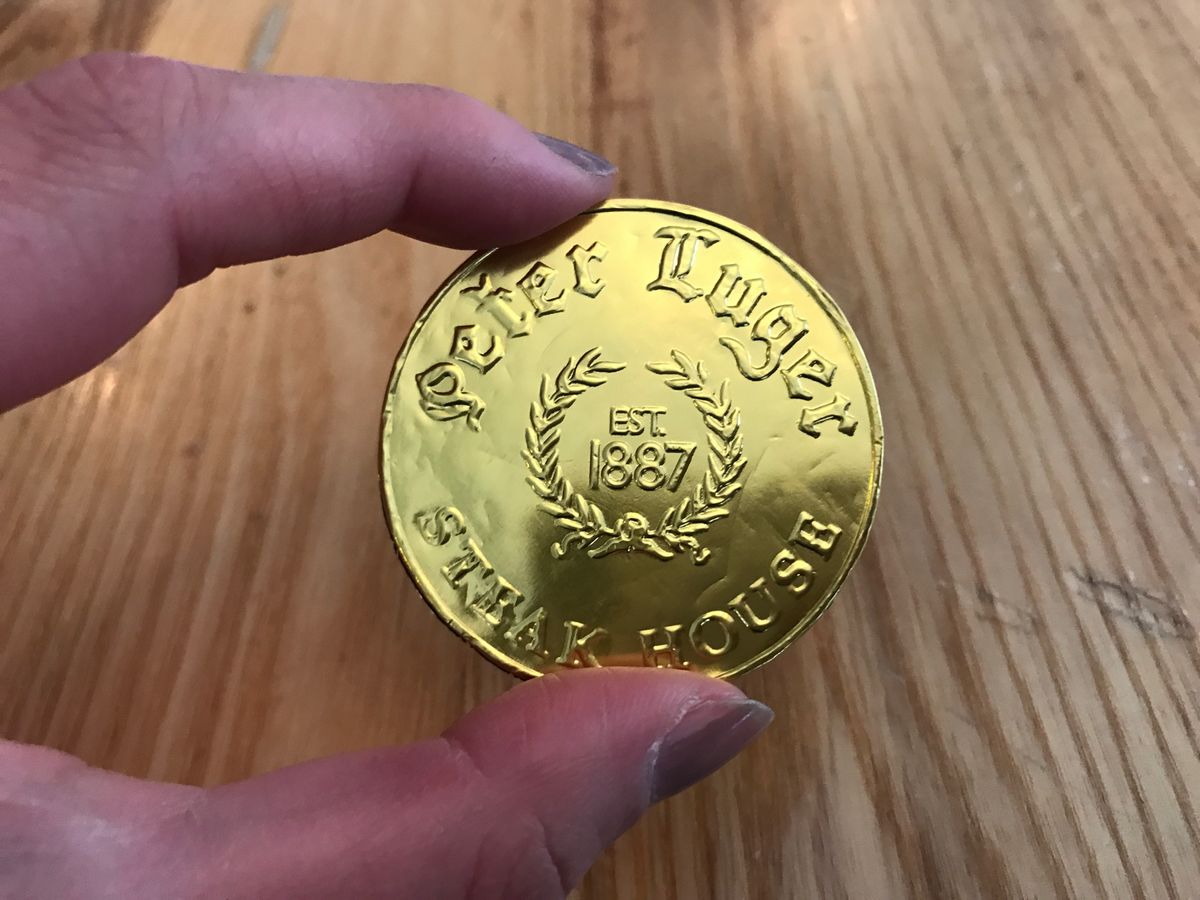 Peter Luger
EST.
1887
STEAK HOUSE